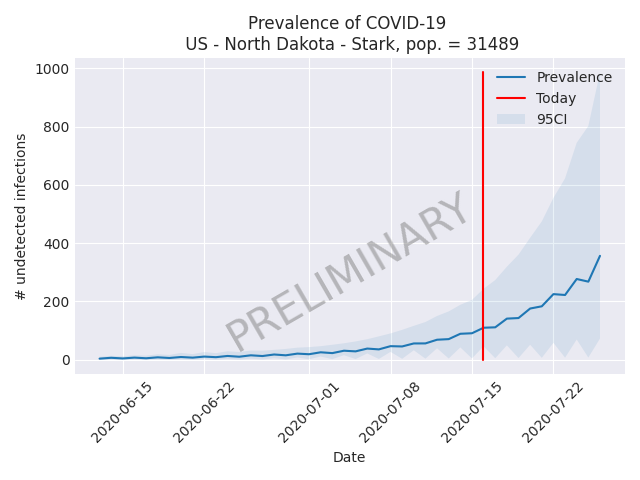 Prevalence of COVID-19
US - North Dakota - Stark, pop. = 31489
1000
800
600
400
200
0
# undetected infections
Prevalence
Today
95CI
PRELIMINARY
2020-06-15
2020-06-22
2020-07-01
2020-07-08
2020-07-15
2020-07-22
Date